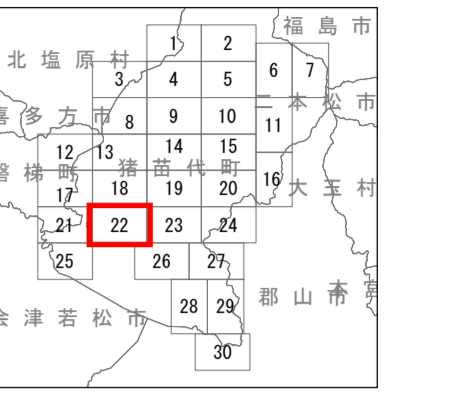 福島市
北塩原村
1 2
6 7
3 4 5
二本松市
喜多方市
8 9 10
11
12 13 14 15
猪苗代町
磐梯町
16
大玉村
17 18 19 20
21 22 23 24
25 26 27
郡山市
本宮
28 29
会津若松市
30